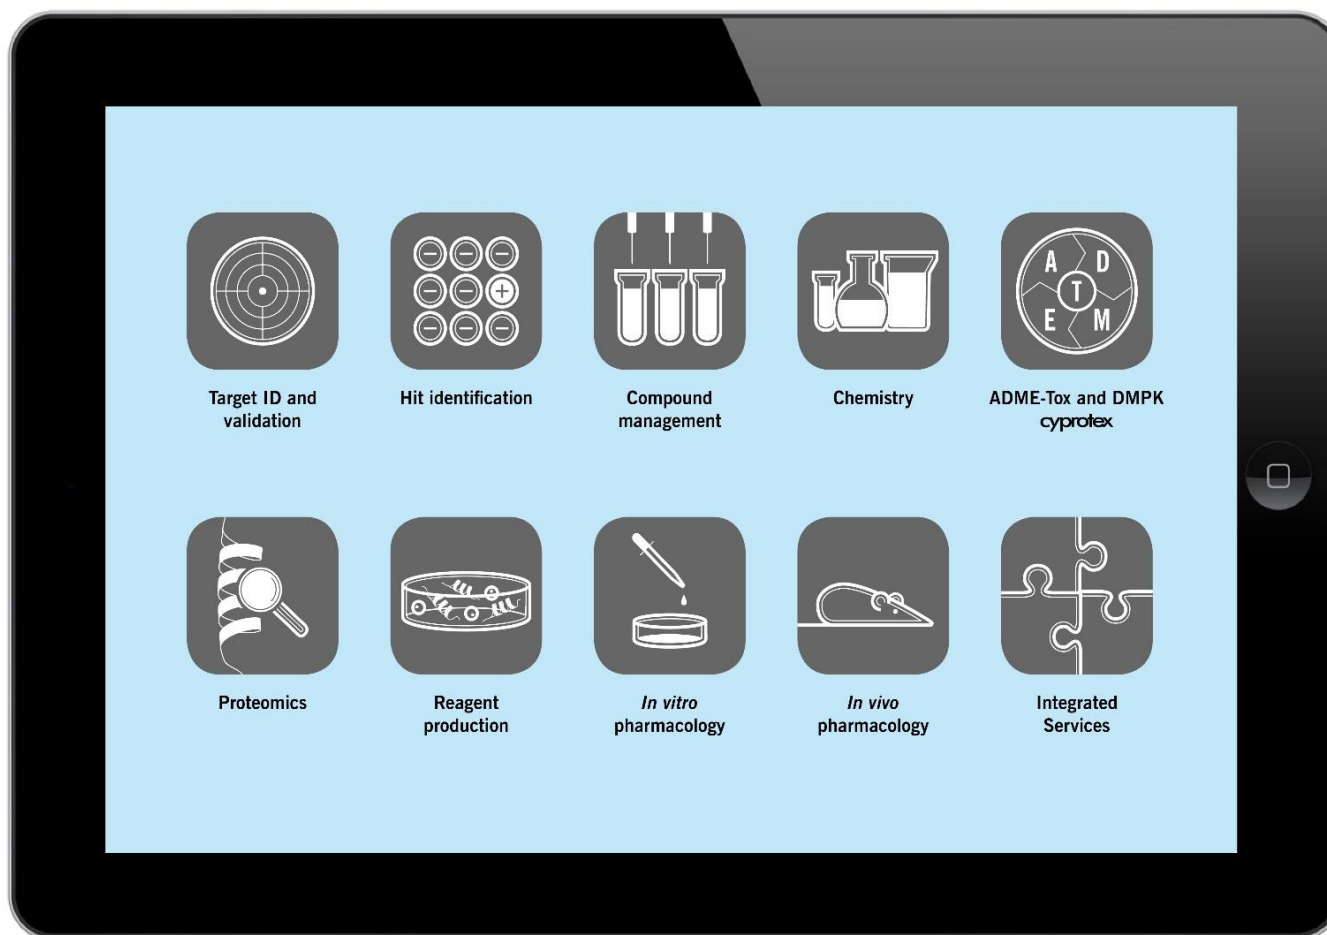 A D
T
E M
Target ID and
validation
Hit identification
Compound
management
Chemistry
ADME-Tox and DMPK
cyprotex
Proteomics
Reagent
production
In vitro
pharmacology
In vivo
pharmacology
Integrated
Services